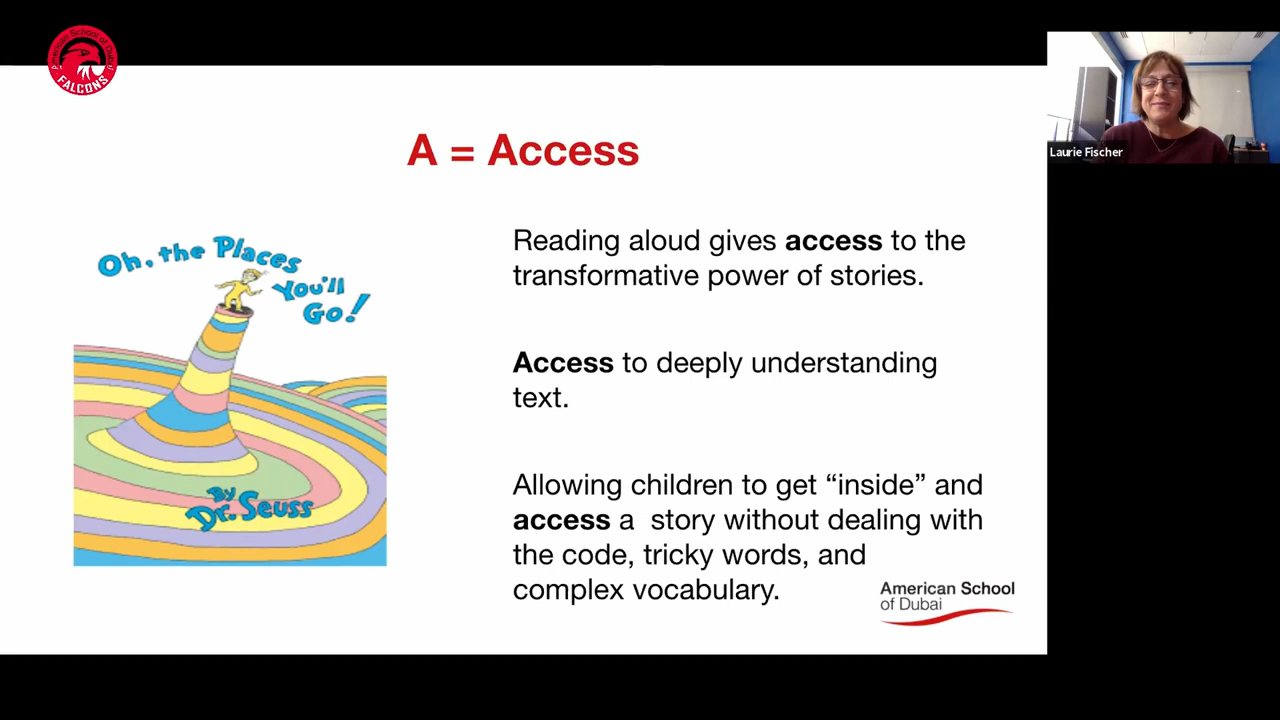 American School of Dubai
FALCONS
Laurie Fischer
A = Access
Oh, the Places
You'll
Go!
By
Dr. Seuss
Reading aloud gives access to the
transformative power of stories.
Access to deeply understanding
text.
Allowing children to get “inside” and
access a  story without dealing with
the code, tricky words, and
complex vocabulary.
American School
of Dubai